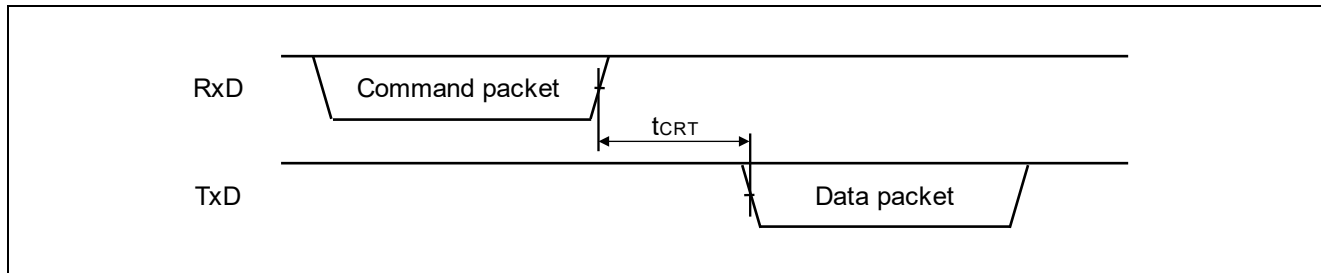 RxD
Command packet
tCRT
TxD
Data packet